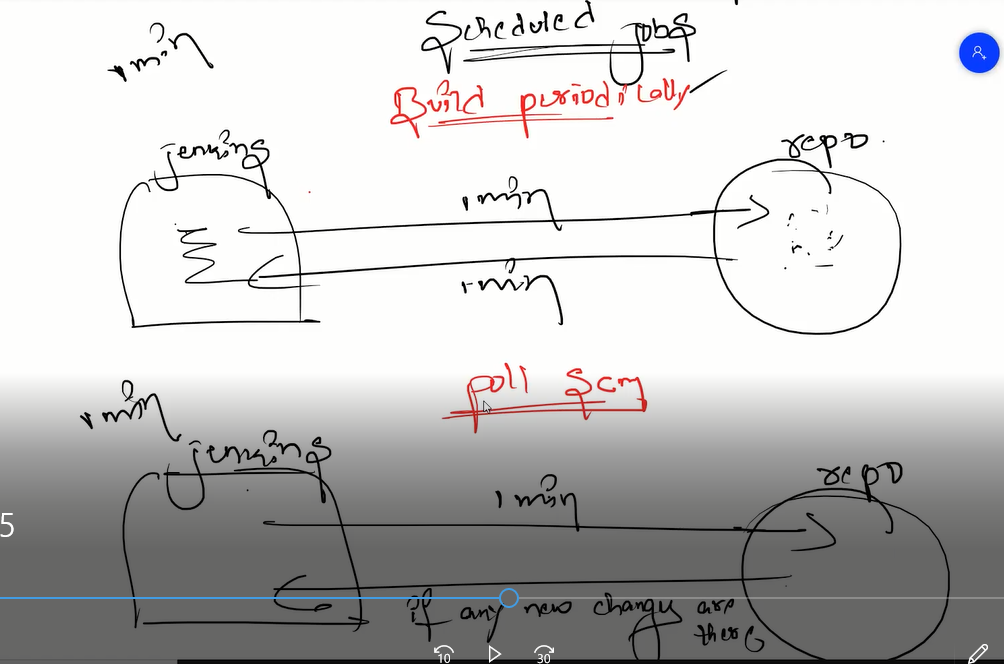 Scheduled Jobs
1 min
Build periodically
jenkins
repo
1 min
1 min
poll Scm
1 min
jenkins
repo
1 min
5
if any new changes are
there
10
30